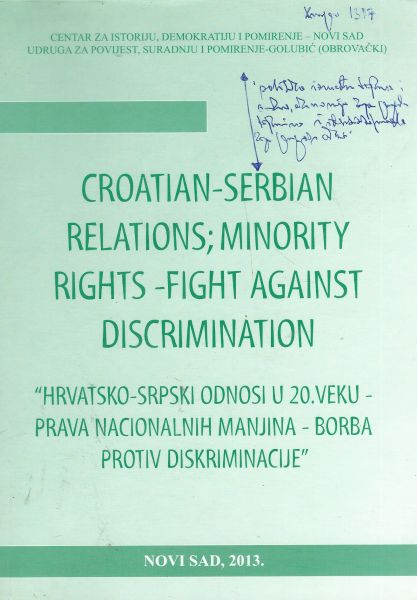 Knjiga 1387
CENTAR ZA ISTORIJU, DEMOKRATIJU I POMIRENJE – NOVI SAD
UDRUGA ZA POVIJEST, SURADNJU I POMIRENJE-GOLUBIĆ (OBROVAČKI)
CROATIAN-SERBIAN
RELATIONS; MINORITY
RIGHTS -FIGHT AGAINST
DISCRIMINATION
“HRVATSKO-SRPSKI ODNOSI U 20.VEKU -
PRAVA NACIONALNIH MANJINA - BORBA
PROTIV DISKRIMINACIJE”
NOVI SAD, 2013.